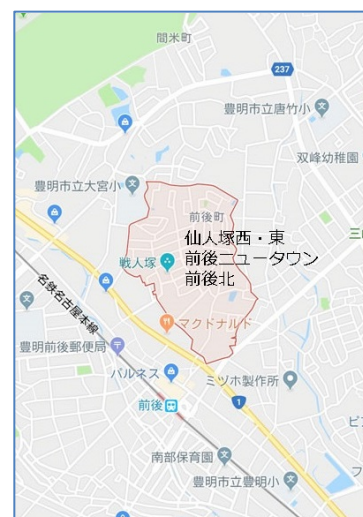 間米町
237
豊明市立唐竹小
双峰幼稚園
豊明市立大宮小
前後町
仙人塚西・東
前後ニュータウン
前後北
戦人塚
名鉄名古屋本線
マクドナルド
豊明前後郵便局
パルネス
ミツホ製作所
前後
1
南部保育園
豊明市立豊明小